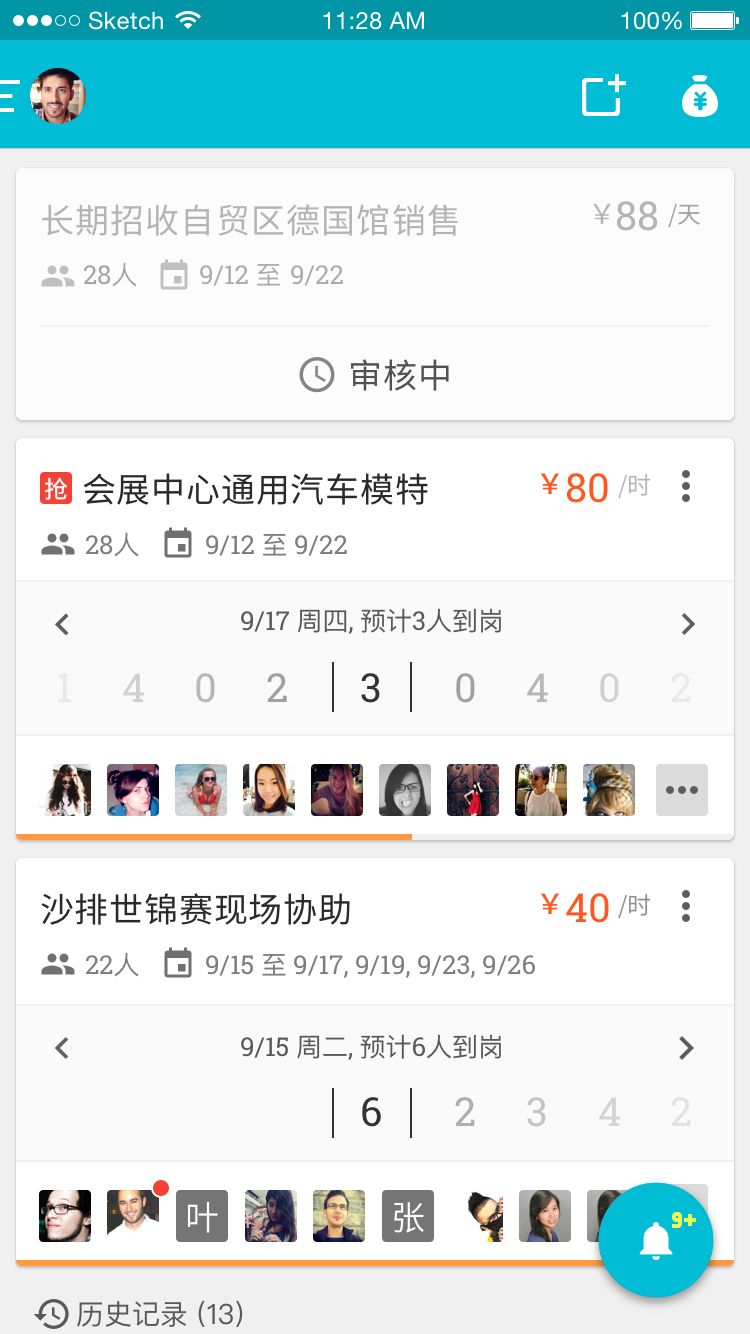 Sketch 11:28 AM 100%
¥
长期招收自贸区德国馆销售 ¥88 /天
28人 9/12 至 9/22
审核中
抢 会展中心通用汽车模特 ¥80 /时
28人 9/12 至 9/22
9/17 周四, 预计3人到岗
1 4 0 2 3 0 4 0 2
沙排世锦赛现场协助 ¥40 /时
22人 9/15 至 9/17, 9/19, 9/23, 9/26
9/15 周二, 预计6人到岗
6 2 3 4 2
叶 张
9+
历史记录 (13)